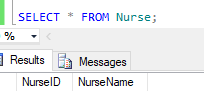 SELECT * FROM Nurse;
%
Results Messages
NurseID NurseName